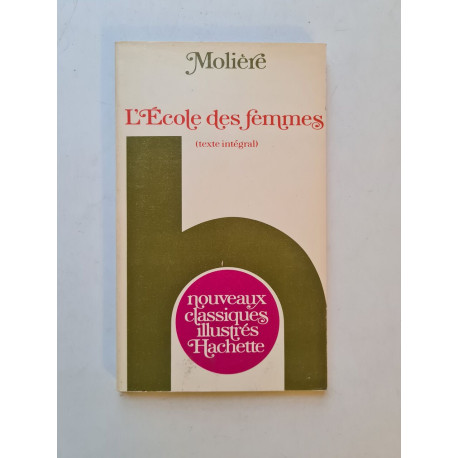 Molière
L'École des femmes
(texte intégral)
nouveaux
classiques
illustrés
Hachette